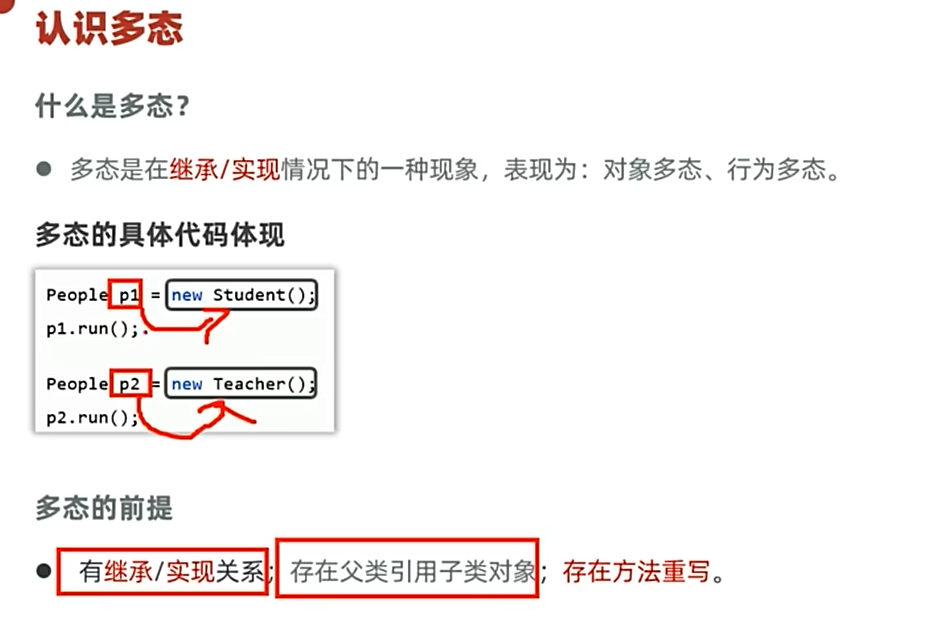 认识多态
什么是多态？
● 多态是在继承/实现情况下的一种现象，表现为：对象多态、行为多态。
多态的具体代码体现
People p1 = new Student();
p1.run();
People p2 = new Teacher();
p2.run();
多态的前提
● 有继承/实现关系；存在父类引用子类对象；存在方法重写。